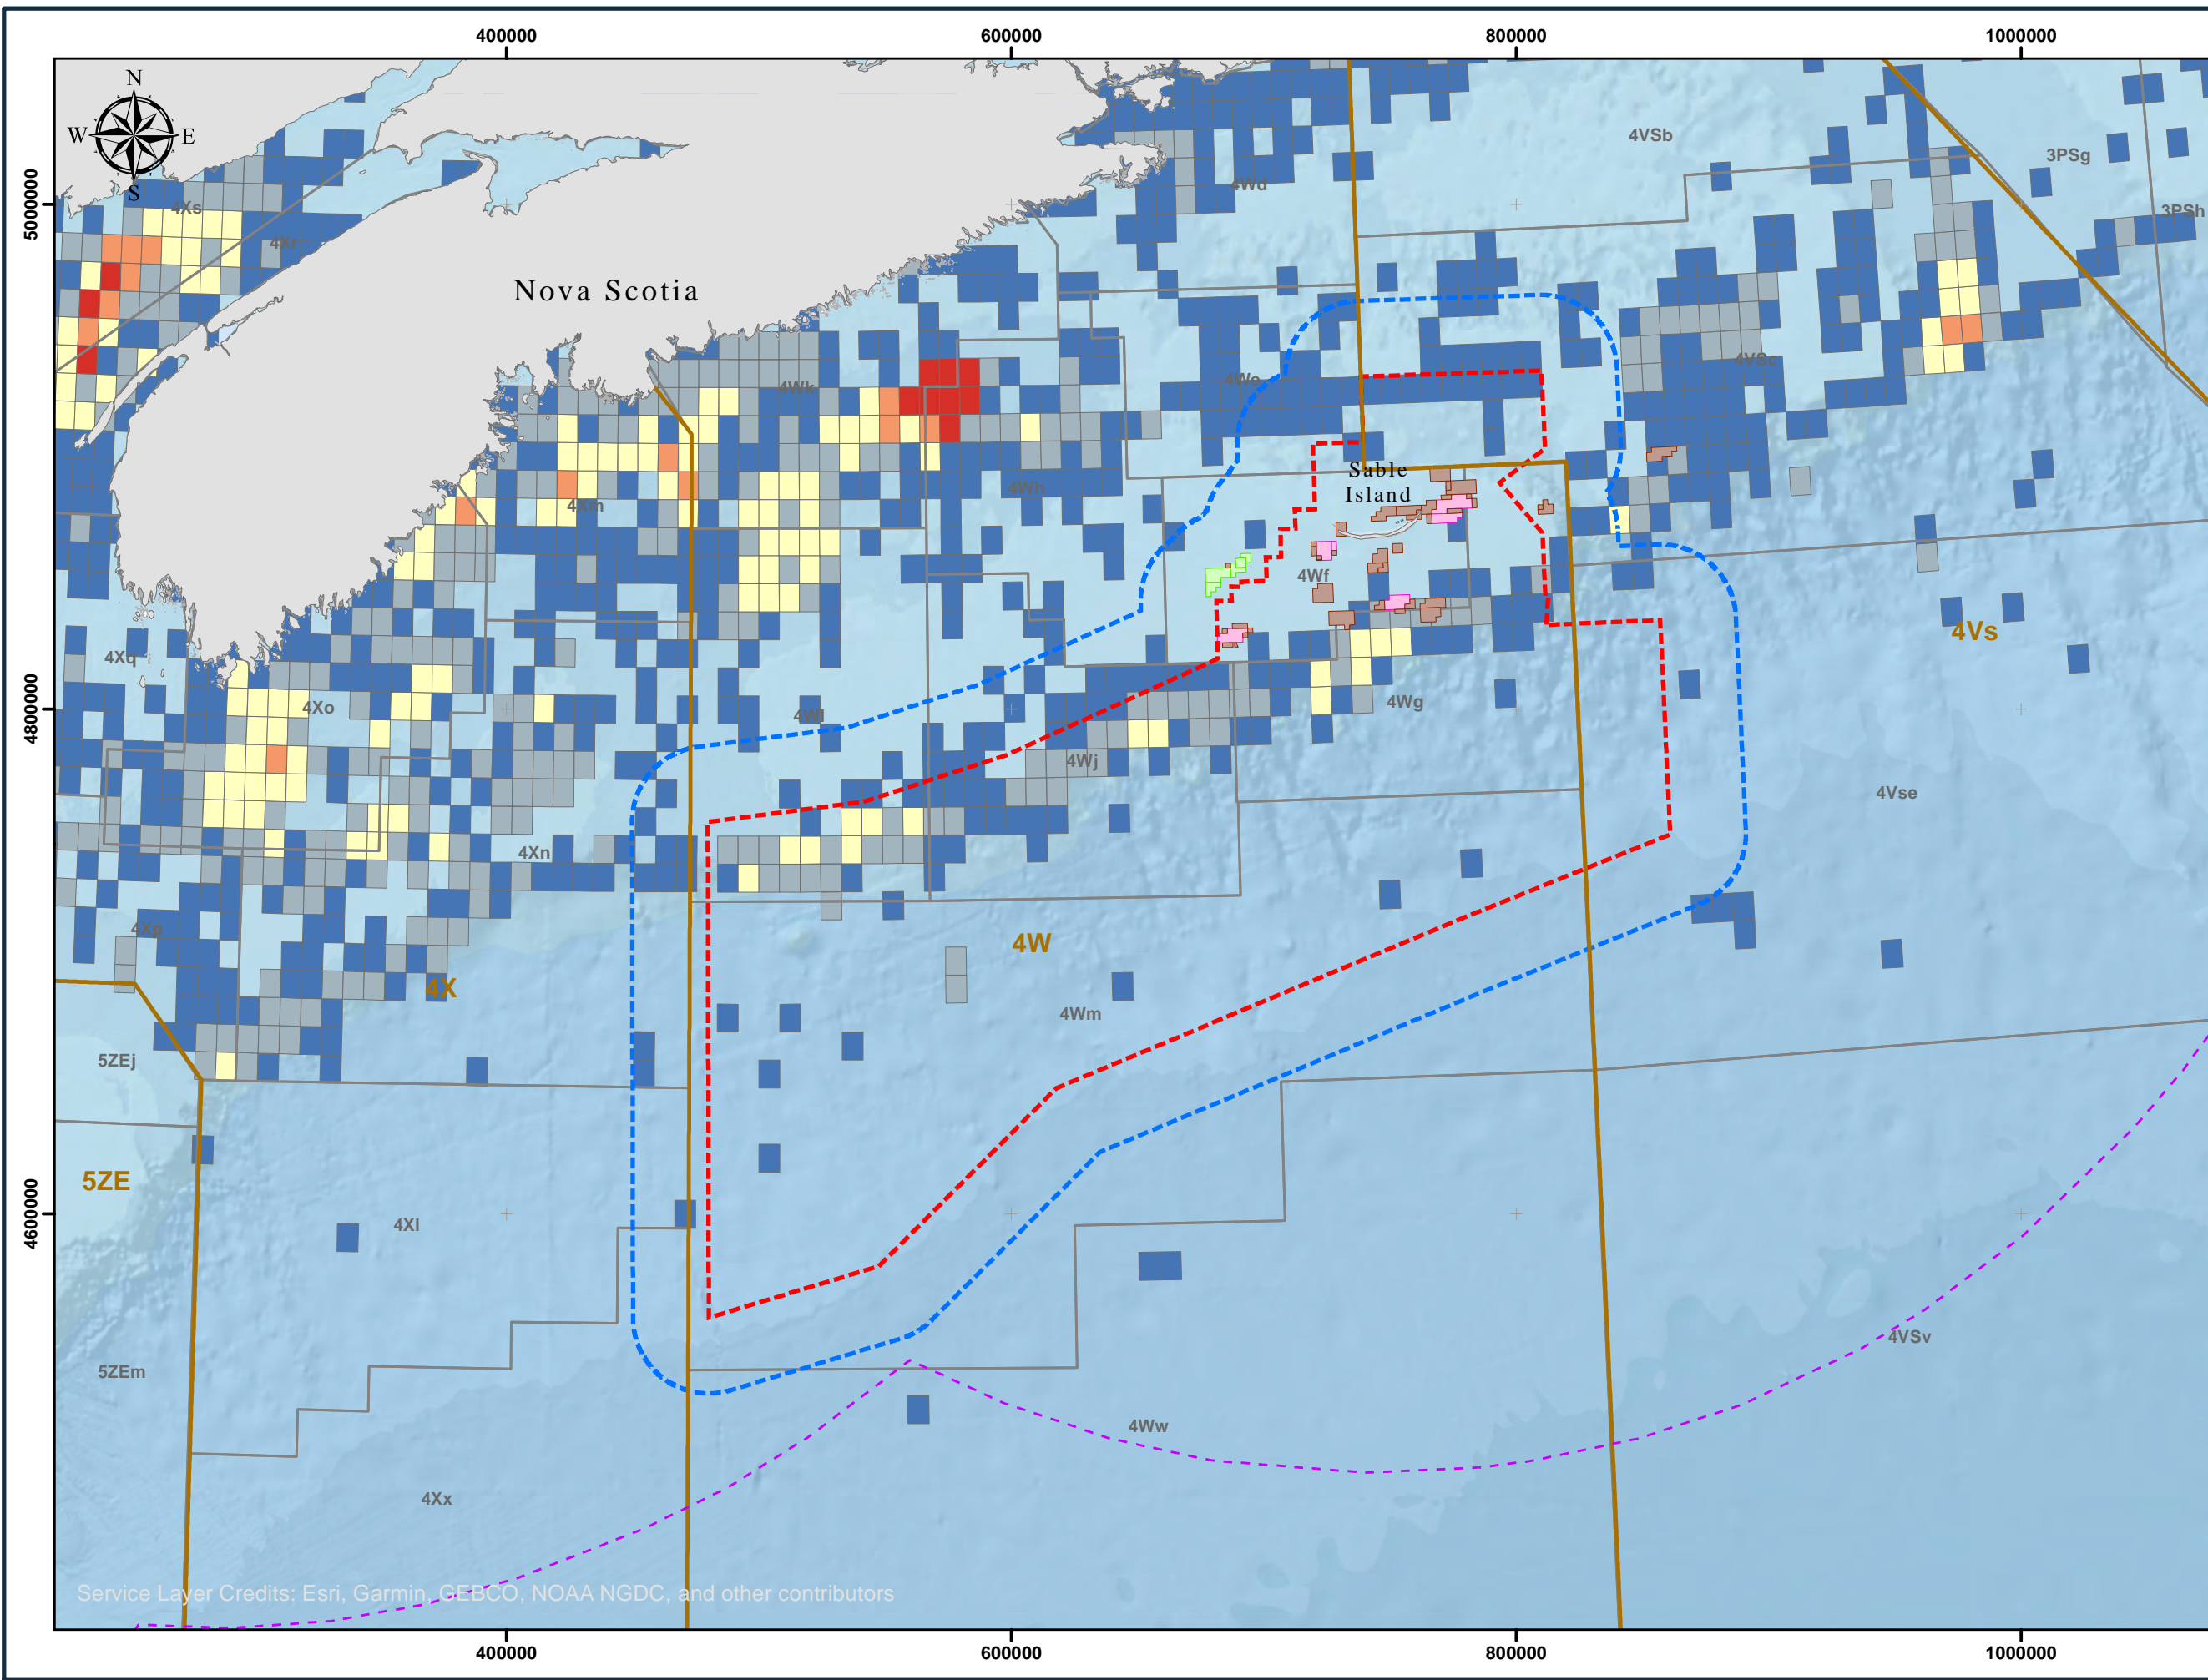 400000
600000
800000
1000000
N
W
E
S
5000000
4800000
4600000
Nova Scotia
Sable
Island
4VSb
3PSg
3PSh
4Wd
4Xs
4Xr
4VSc
4We
4Wk
4Wh
4Xm
4Wf
4Vs
4Xq
4Xo
4Wl
4Wg
4Wj
4Vse
4Xn
4Xp
4W
4X
4Wm
5ZEj
5ZE
4Xl
4VSv
5ZEm
4Ww
4Xx
Service Layer Credits: Esri, Garmin, GEBCO, NOAA NGDC, and other contributors
400000
600000
800000
1000000